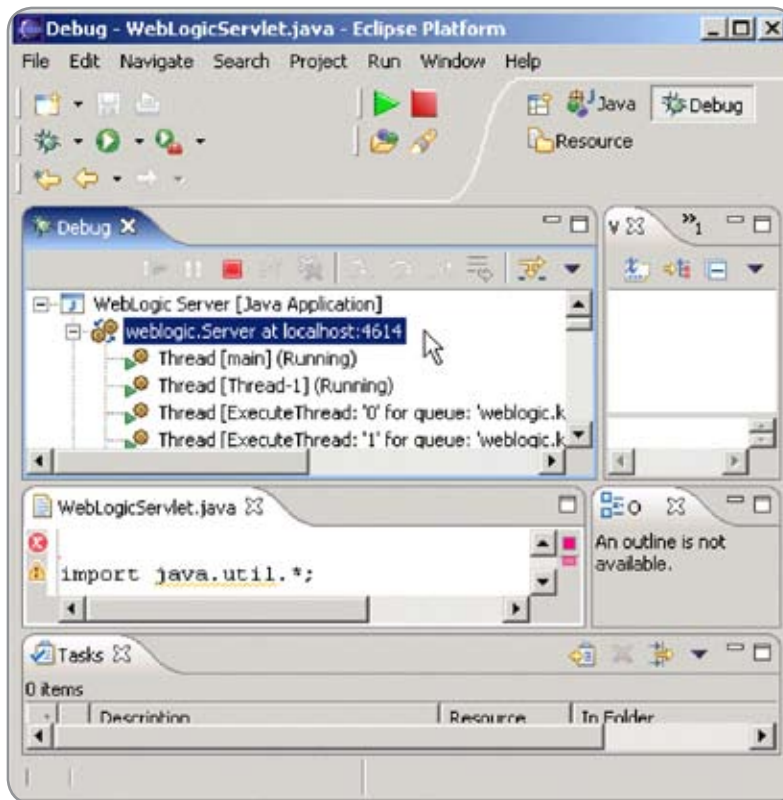 Debug - WebLogicServlet.java - Eclipse Platform
File Edit Navigate Search Project Run Window Help
Java Debug
Resource
Debug
V
»1
WebLogic Server [Java Application]
weblogic.Server at localhost:4614
Thread [main] (Running)
Thread [Thread-1] (Running)
Thread [ExecuteThread: '0' for queue: 'weblogic.k
Thread [ExecuteThread: '1' for queue: 'weblogic.k
WebLogicServlet.java
O
import java.util.*;
An outline is not
available.
Tasks
0 items
Description Resource In Folder